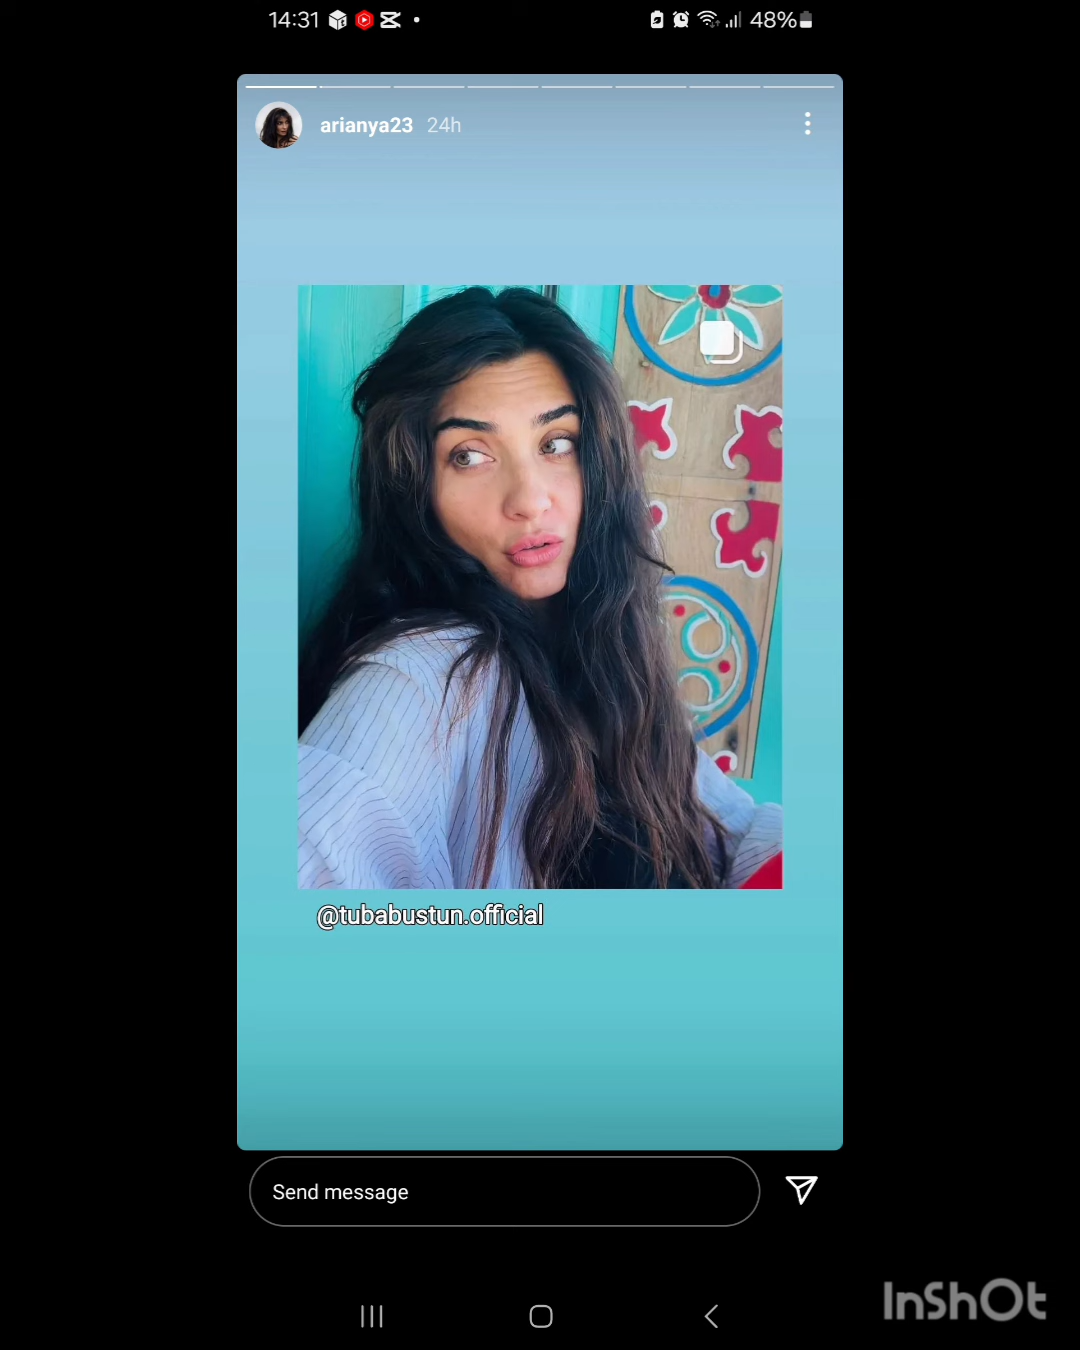 14:31
48%
arianya23 24h
@tubabustun.official
Send message
InShOt